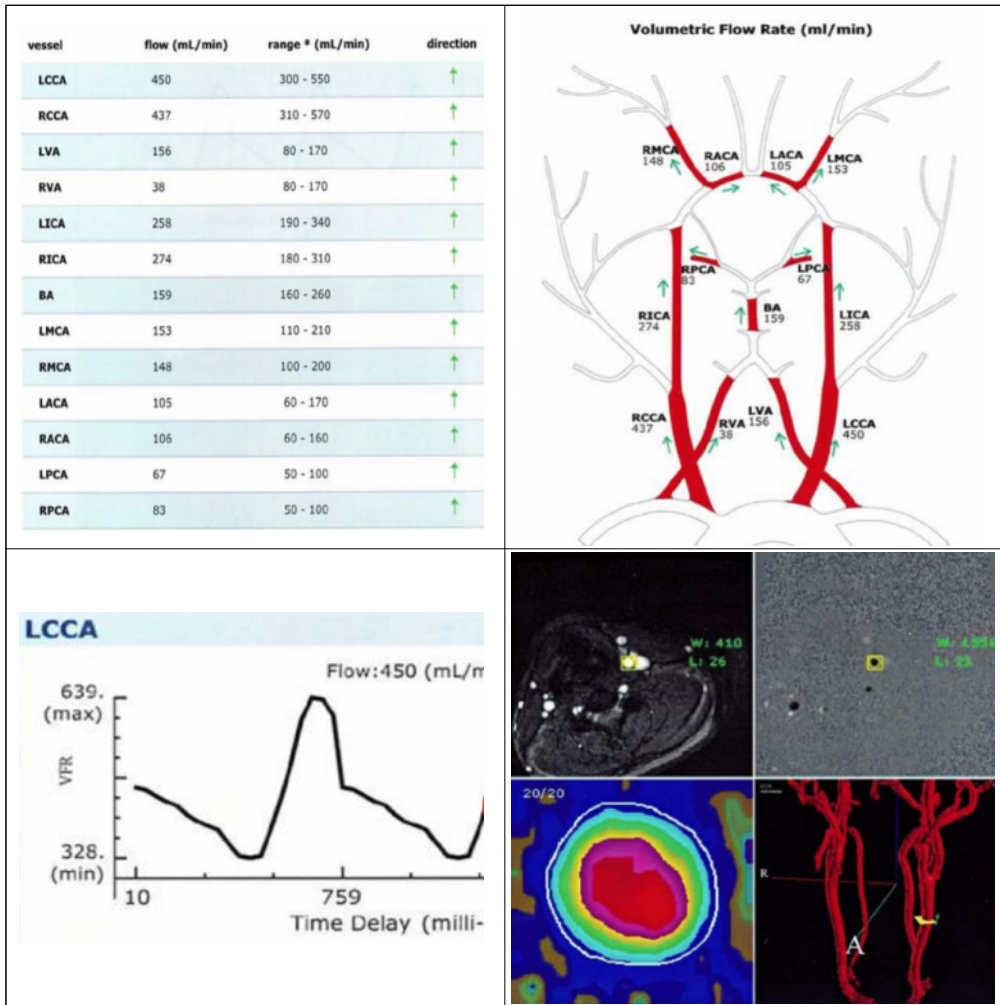 vessel flow (mL/min) range * (mL/min) direction
LCCA 450 300 - 550 ↑
RCCA 437 310 - 570 ↑
LVA 156 80 - 170 ↑
RVA 38 80 - 170 ↑
LICA 258 190 - 340 ↑
RICA 274 180 - 310 ↑
BA 159 160 - 260 ↑
LMCA 153 110 - 210 ↑
RMCA 148 100 - 200 ↑
LACA 105 60 - 170 ↑
RACA 106 60 - 160 ↑
LPCA 67 50 - 100 ↑
RPCA 83 50 - 100 ↑
Volumetric Flow Rate (ml/min)
RMCA
148
RACA
106
LACA
105
LMCA
153
RPCA
83
LPCA
67
RICA
274
BA
159
LICA
258
RCCA
437
RVA
38
LVA
156
LCCA
450
LCCA
Flow:450 (mL/m
639.
(max)
VFR
328.
(min)
10 759
Time Delay (milli-
W: 410
L: 26
L: 23
20/20
LCCA
R
A